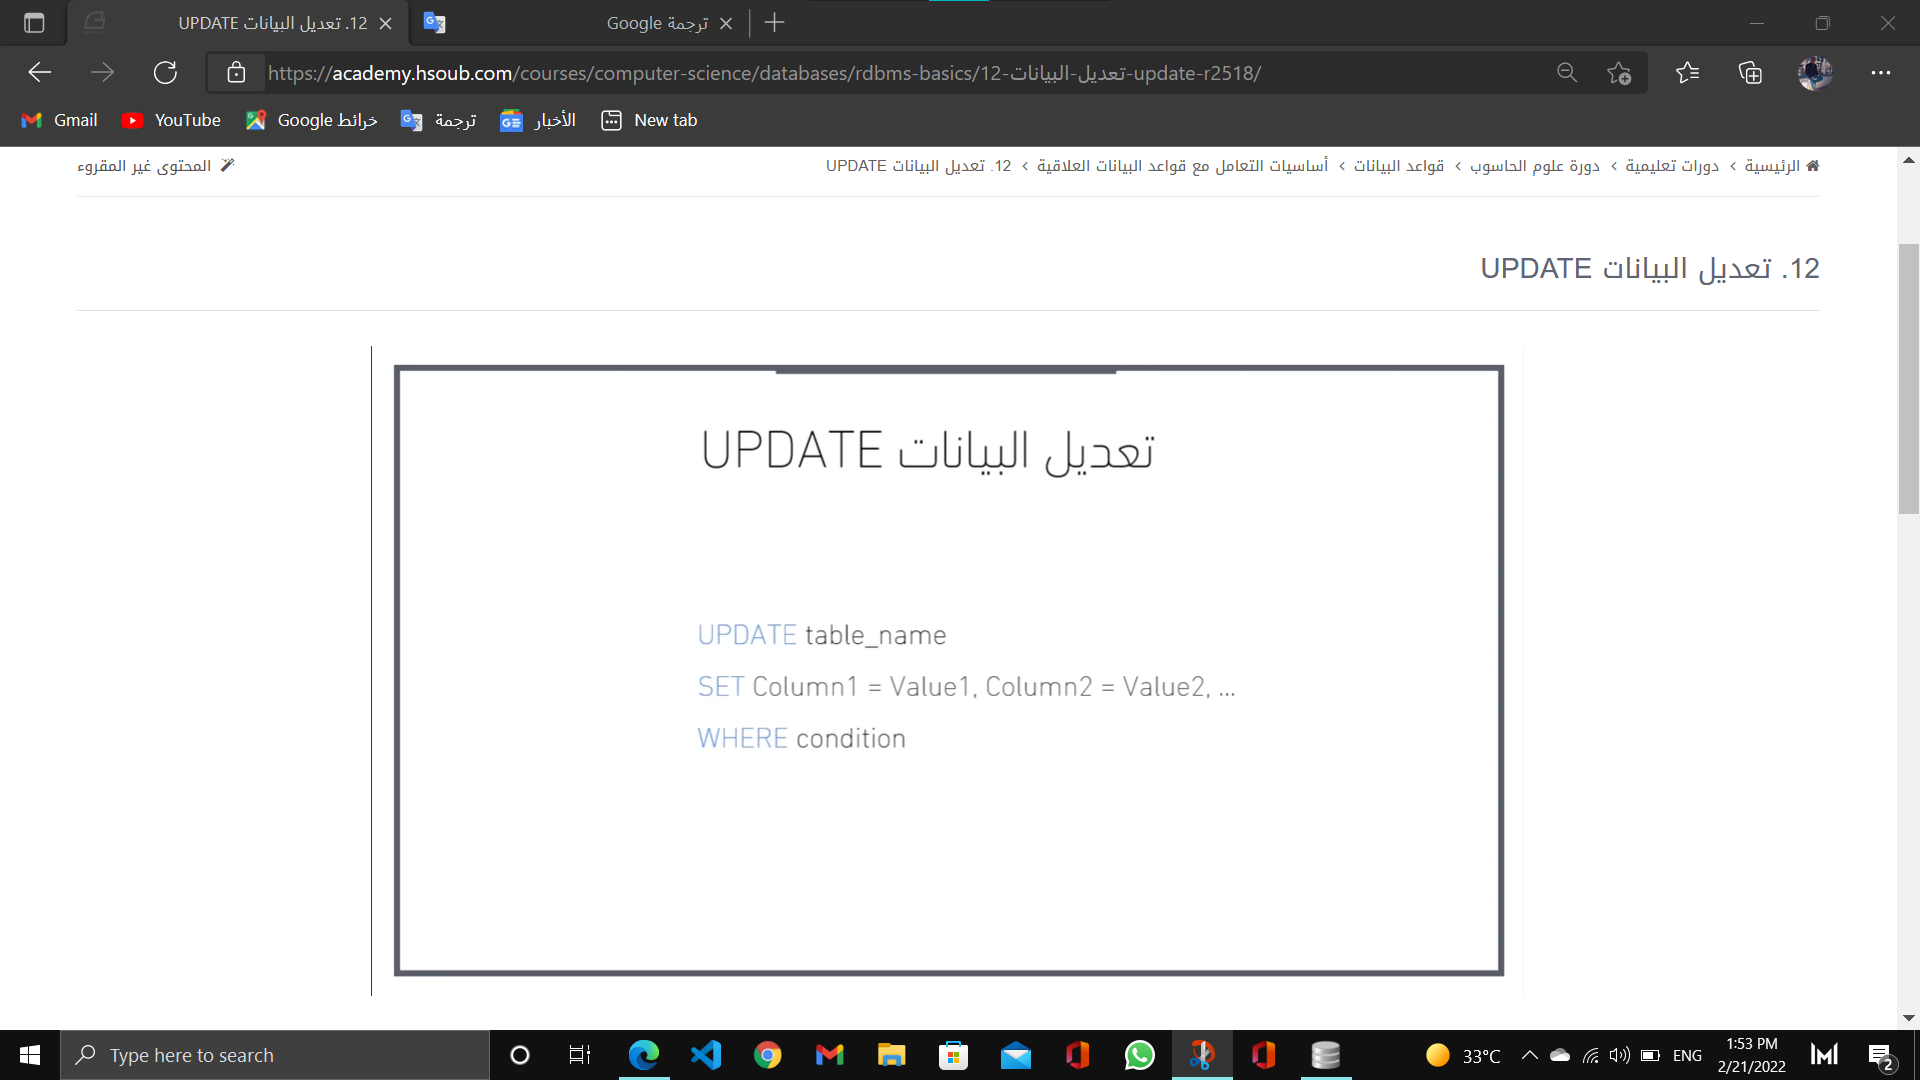 12. تعديل البيانات UPDATE
ترجمة Google
https://academy.hsoub.com/courses/computer-science/databases/rdbms-basics/12-تعديل-البيانات-update-r2518/
Gmail
YouTube
خرائط Google
ترجمة
الأخبار
New tab
الرئيسية › دورات تعليمية › دورة علوم الحاسوب › قواعد البيانات › أساسيات التعامل مع قواعد البيانات العلاقية › 12. تعديل البيانات UPDATE
المحتوى غير المقروء
12. تعديل البيانات UPDATE
تعديل البيانات UPDATE
UPDATE table_name
SET Column1 = Value1, Column2 = Value2, ...
WHERE condition
Type here to search
33°C
ENG
1:53 PM
2/21/2022
2